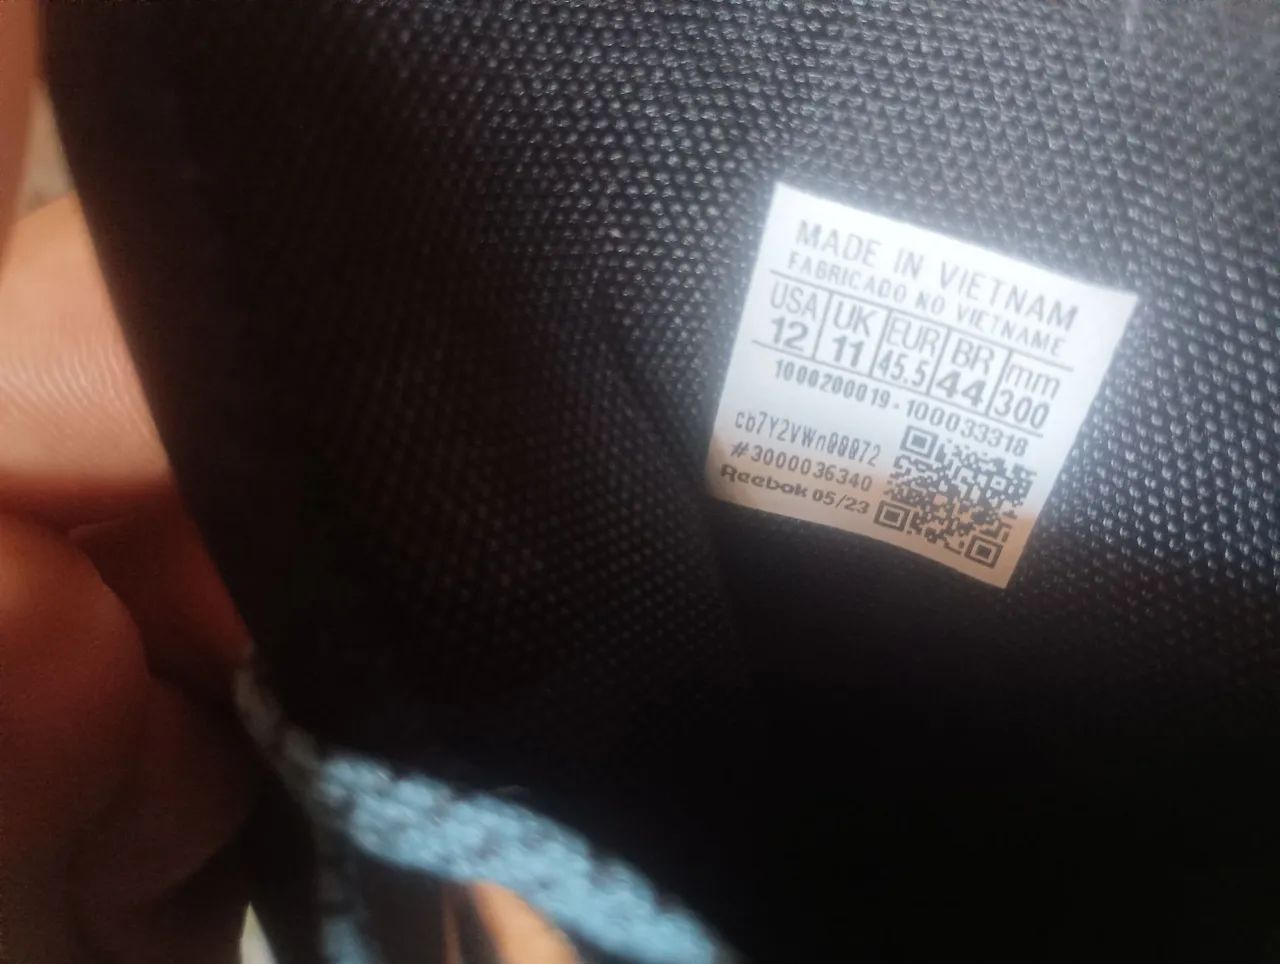 MADE IN VIETNAM
FABRICADO NO VIETNAME
USA UK EUR BR mm
12 11 45.5 44 300
1000200019-100033318
cb7Y2VWn00072
#3000036340
Reebok 05/23